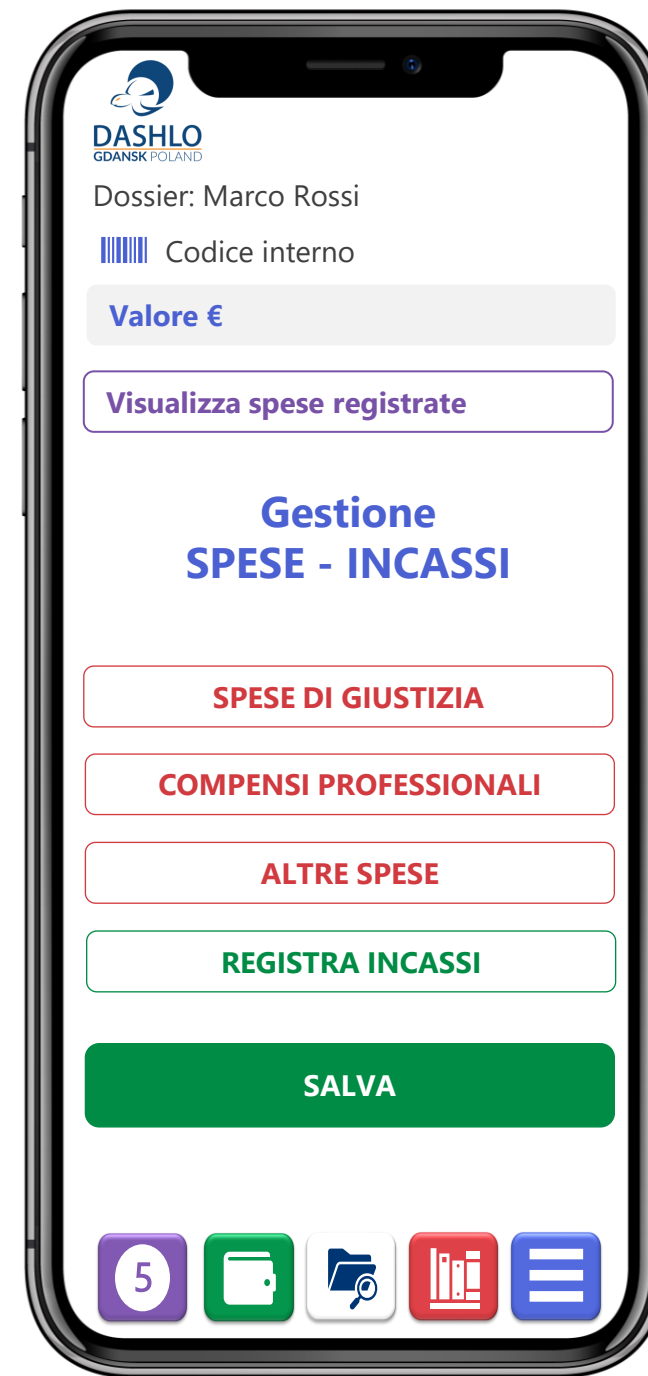 DASHLO
GDANSK POLAND
Dossier: Marco Rossi
Codice interno
Valore €
Visualizza spese registrate
Gestione
SPESE - INCASSI
SPESE DI GIUSTIZIA
COMPENSI PROFESSIONALI
ALTRE SPESE
REGISTRA INCASSI
SALVA
5